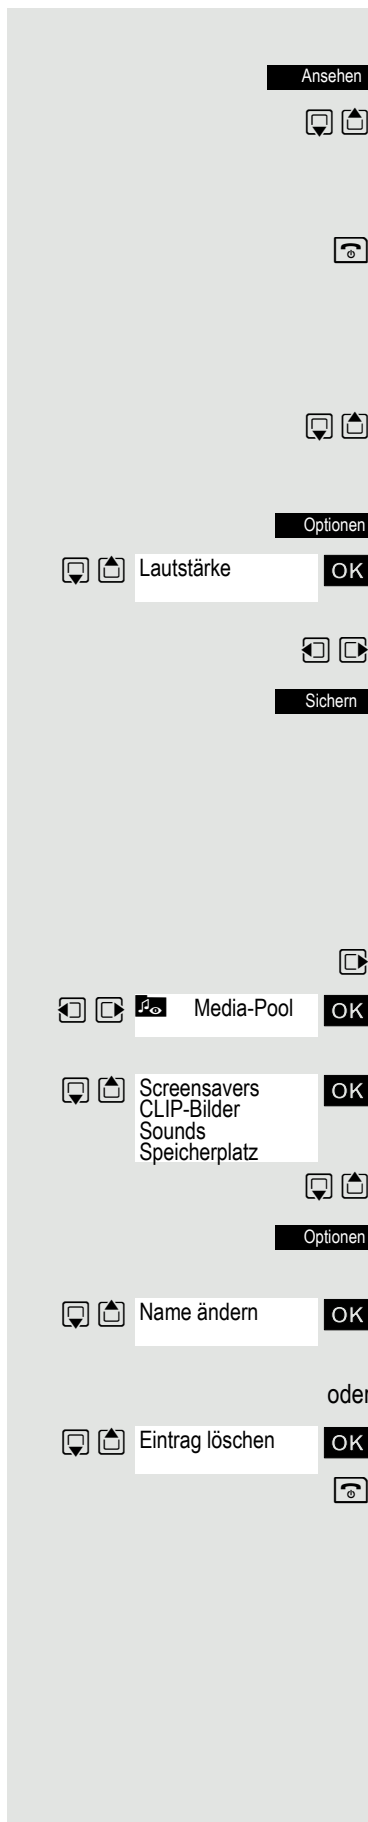 Ansehen
Optionen
Lautstärke OK
Sichern
Media-Pool OK
Screensavers OK
CLIP-Bilder
Sounds
Speicherplatz
Optionen
Name ändern OK
oder
Eintrag löschen OK